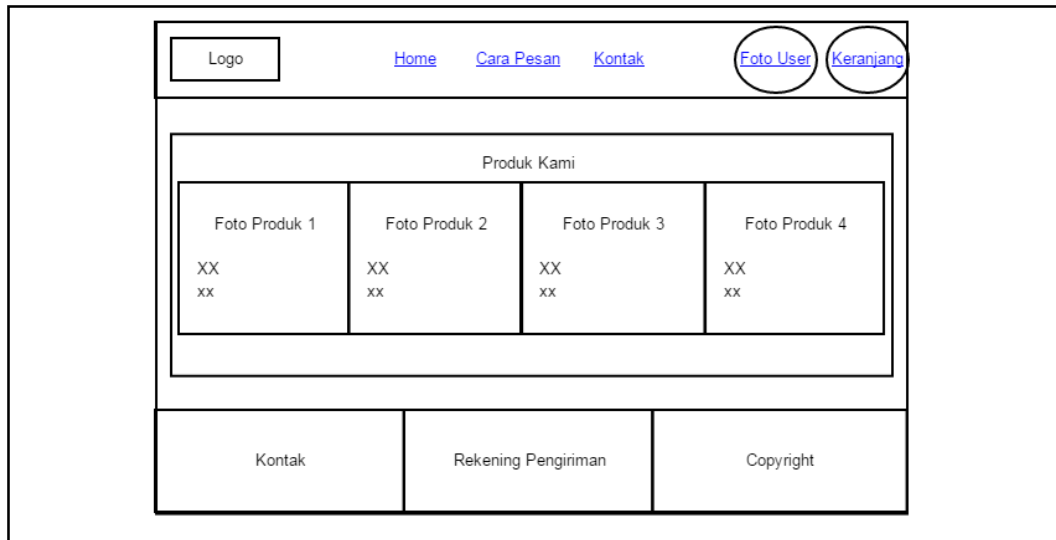 Logo Home Cara Pesan Kontak Foto User Keranjang
Produk Kami
Foto Produk 1 Foto Produk 2 Foto Produk 3 Foto Produk 4
XX XX XX XX
xx xx xx xx
Kontak Rekening Pengiriman Copyright